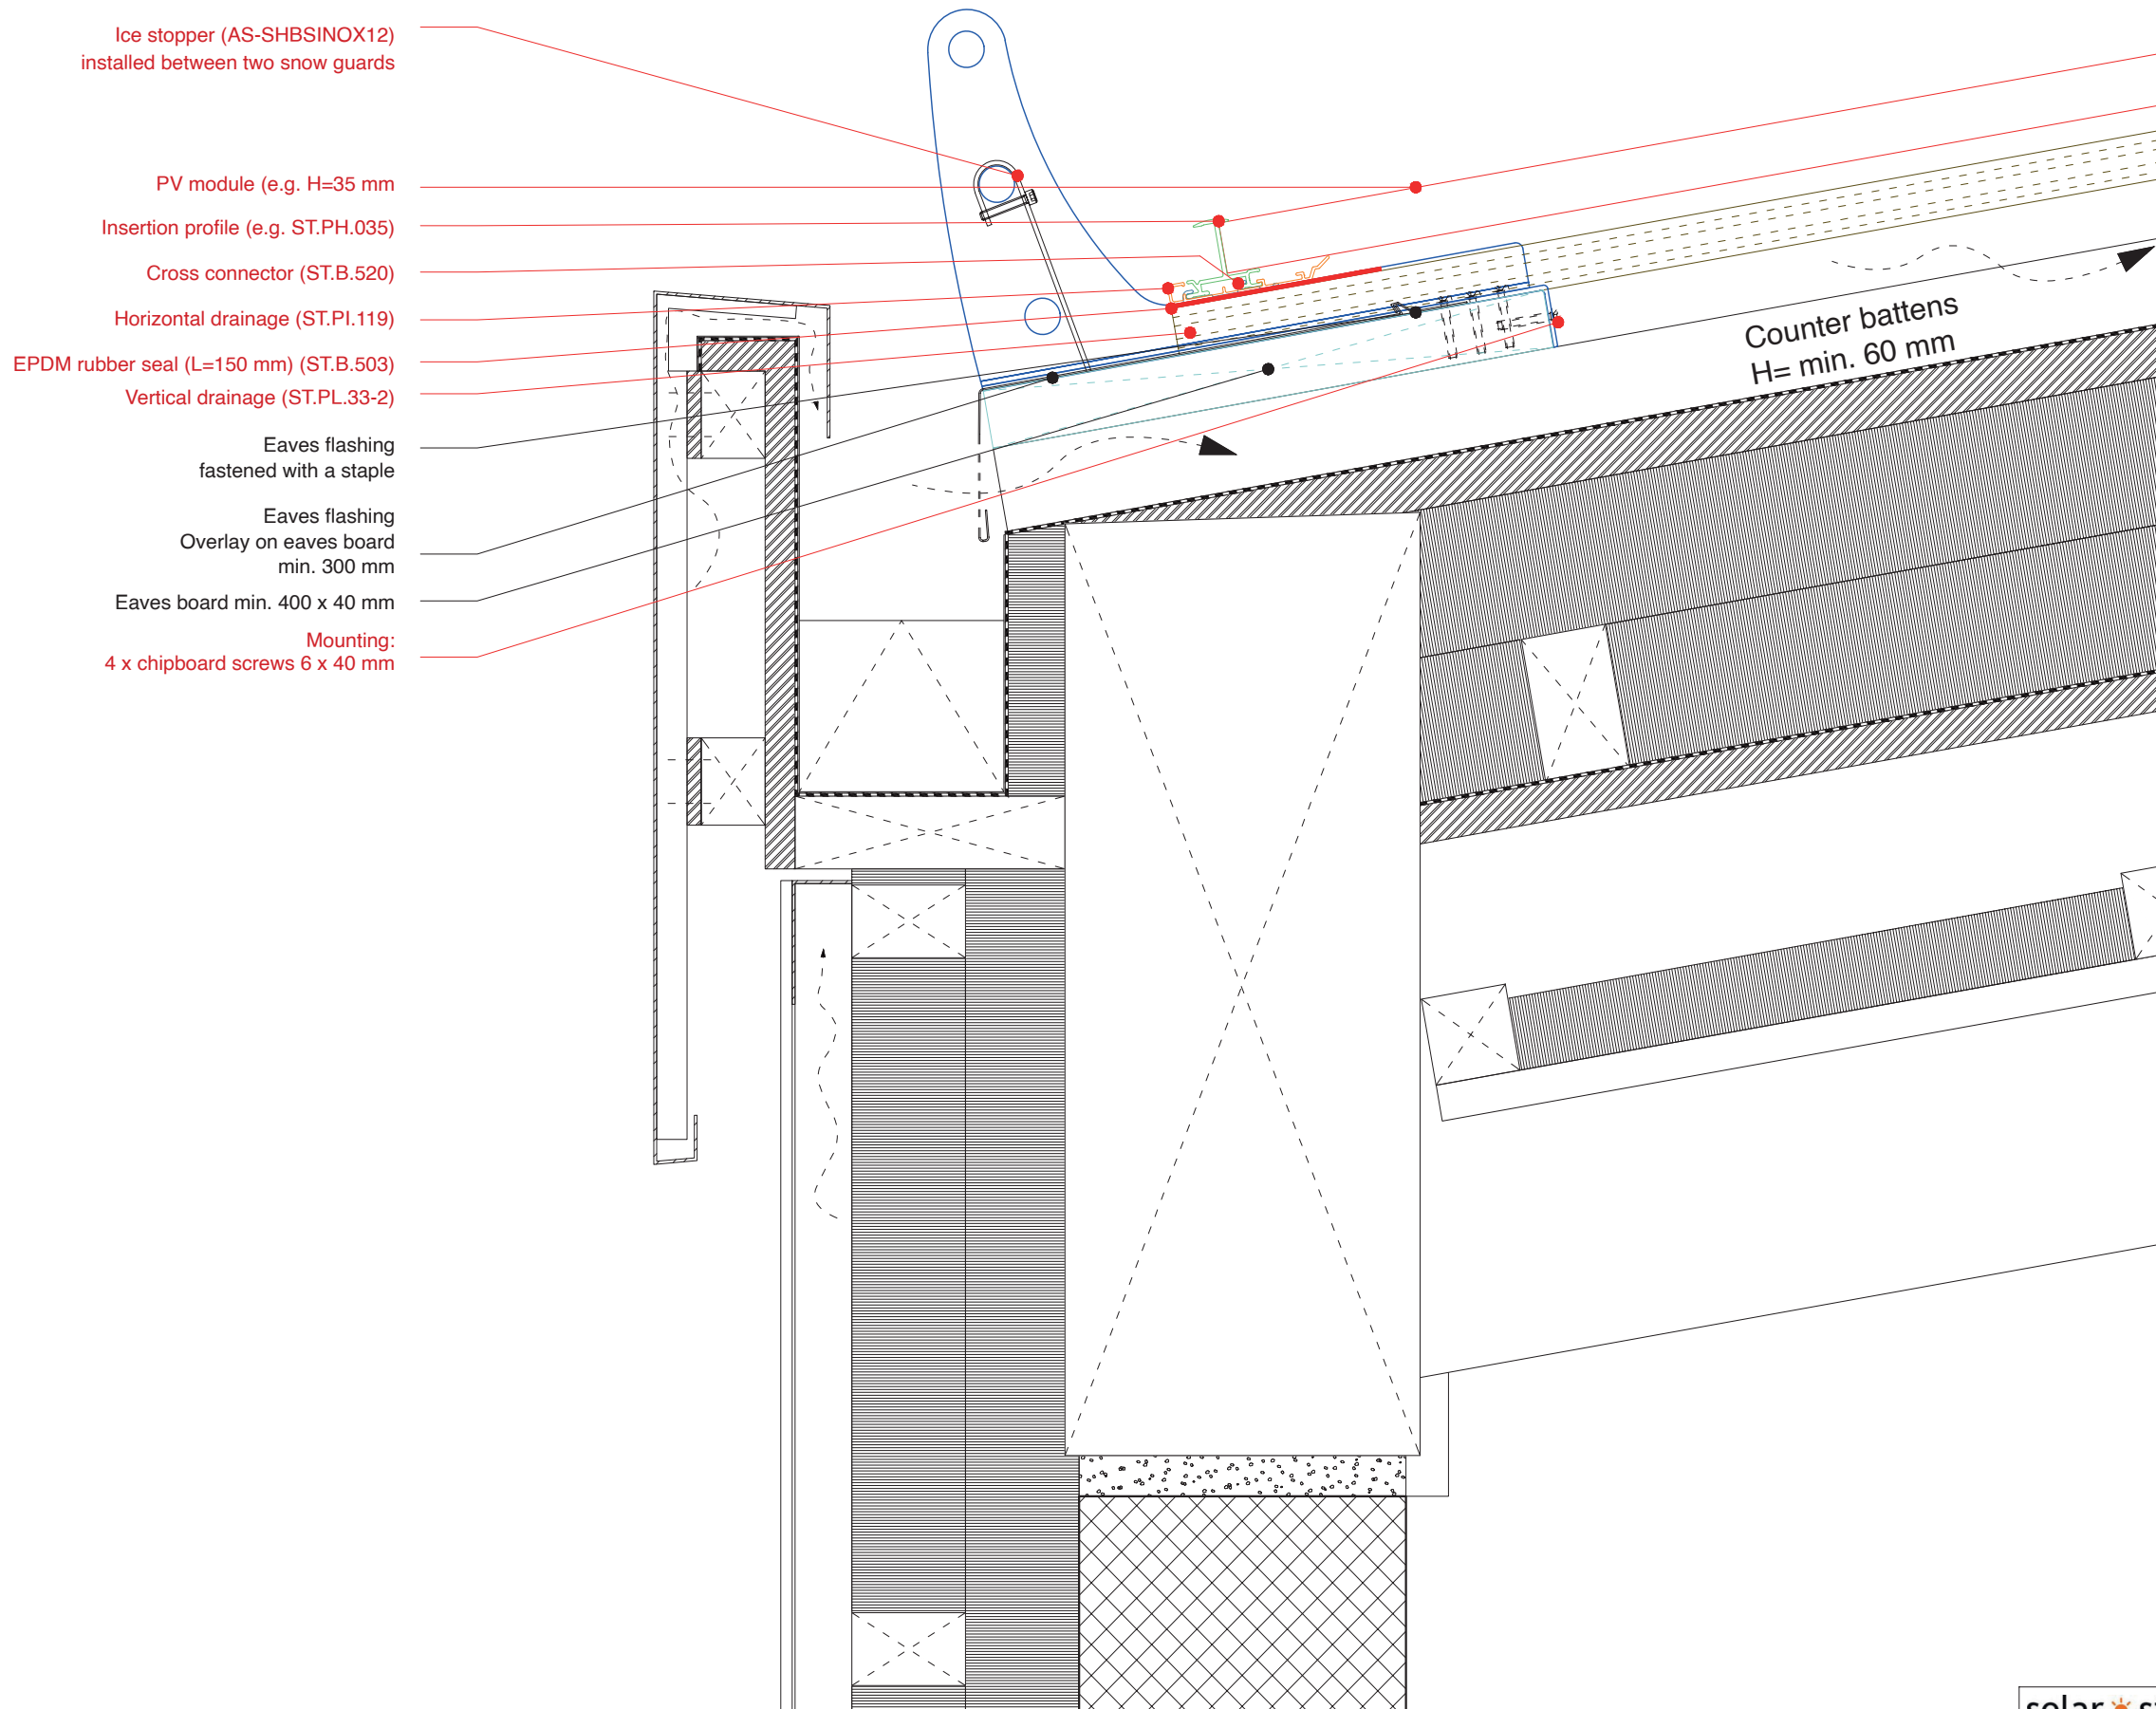 Ice stopper (AS-SHBSINOX12)
installed between two snow guards
PV module (e.g. H=35 mm
Insertion profile (e.g. ST.PH.035)
Cross connector (ST.B.520)
Horizontal drainage (ST.PI.119)
EPDM rubber seal (L=150 mm) (ST.B.503)
Vertical drainage (ST.PL.33-2)
Eaves flashing
fastened with a staple
Eaves flashing
Overlay on eaves board
min. 300 mm
Eaves board min. 400 x 40 mm
Mounting:
4 x chipboard screws 6 x 40 mm
Counter battens
H= min. 60 mm
solar